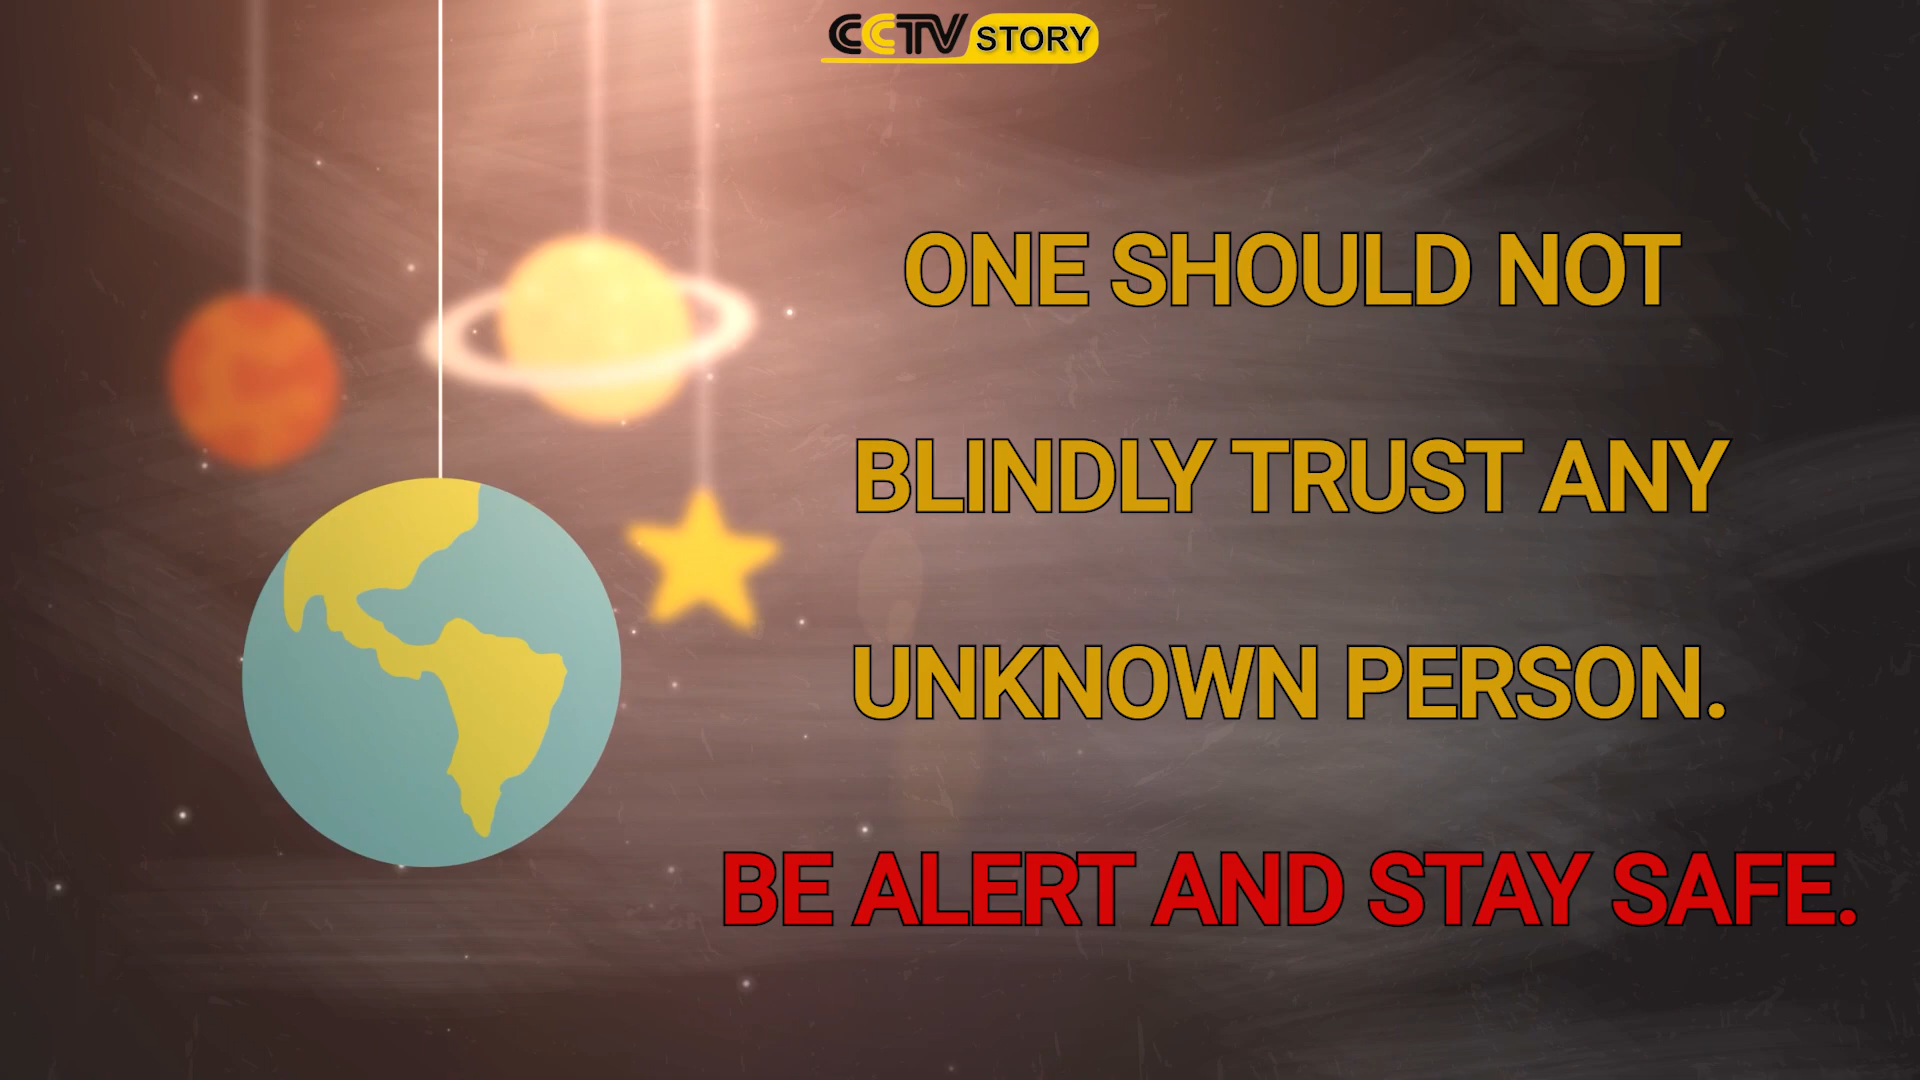 CCTV STORY
ONE SHOULD NOT
BLINDLY TRUST ANY
UNKNOWN PERSON.
BE ALERT AND STAY SAFE.